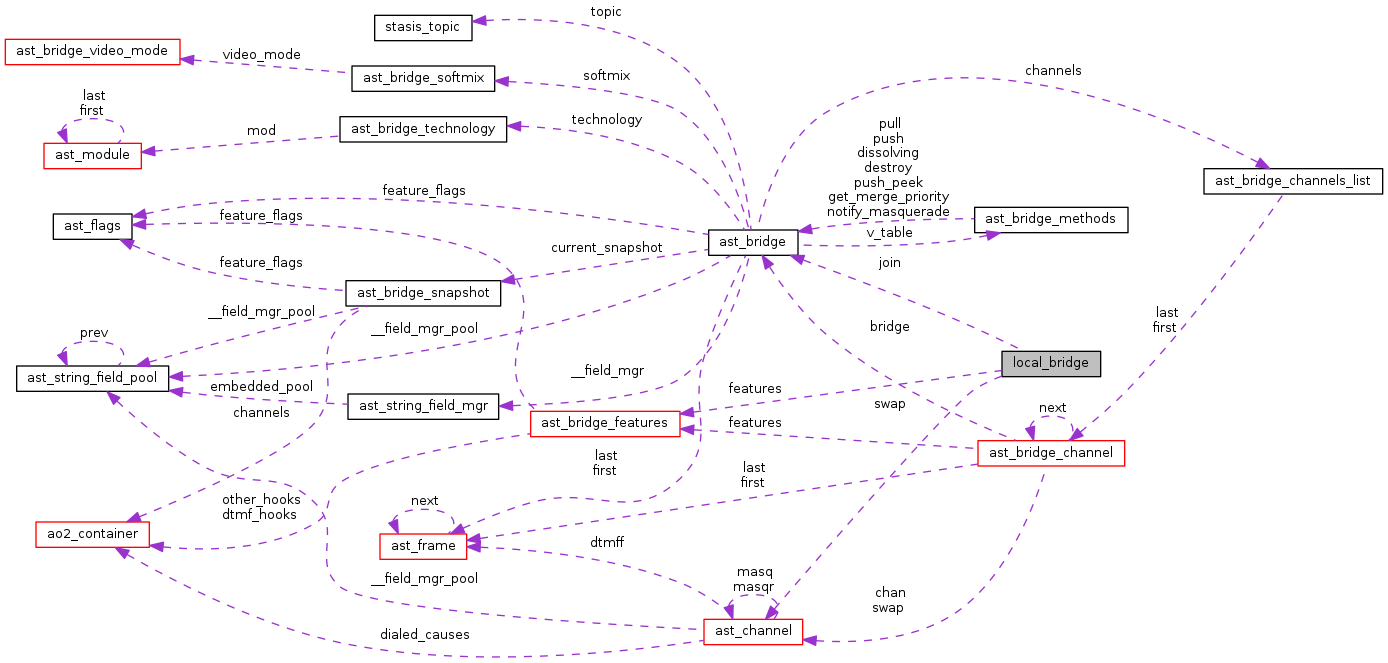 topic
stasis_topic
ast_bridge_video_mode
video_mode
ast_bridge_softmix
softmix
channels
last
first
mod
ast_bridge_technology
technology
ast_module
pull
push
dissolving
destroy
push_peek
get_merge_priority
notify_masquerade
ast_bridge_channels_list
feature_flags
ast_flags
feature_flags
ast_bridge_methods
v_table
ast_bridge
current_snapshot
feature_flags
join
ast_bridge_snapshot
__field_mgr_pool
__field_mgr_pool
last
first
bridge
prev
local_bridge
ast_string_field_pool
__field_mgr
embedded_pool
features
channels
ast_string_field_mgr
swap
next
ast_bridge_features
features
ast_bridge_channel
last
first
last
first
other_hooks
dtmf_hooks
next
ao2_container
ast_frame
dtmff
__field_mgr_pool
masq
masqr
chan
swap
dialed_causes
ast_channel